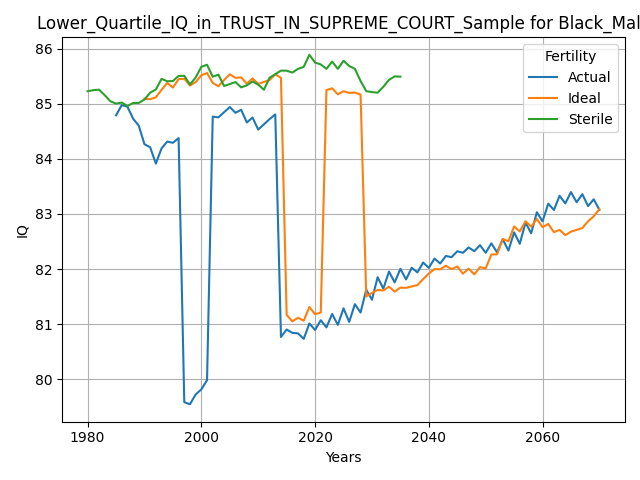 Lower_Quartile_IQ_in_TRUST_IN_SUPREME_COURT_Sample for Black_Mal
86
85
84
83
82
81
80
IQ
1980
2000
2020
2040
2060
Years
Fertility
Actual
Ideal
Sterile